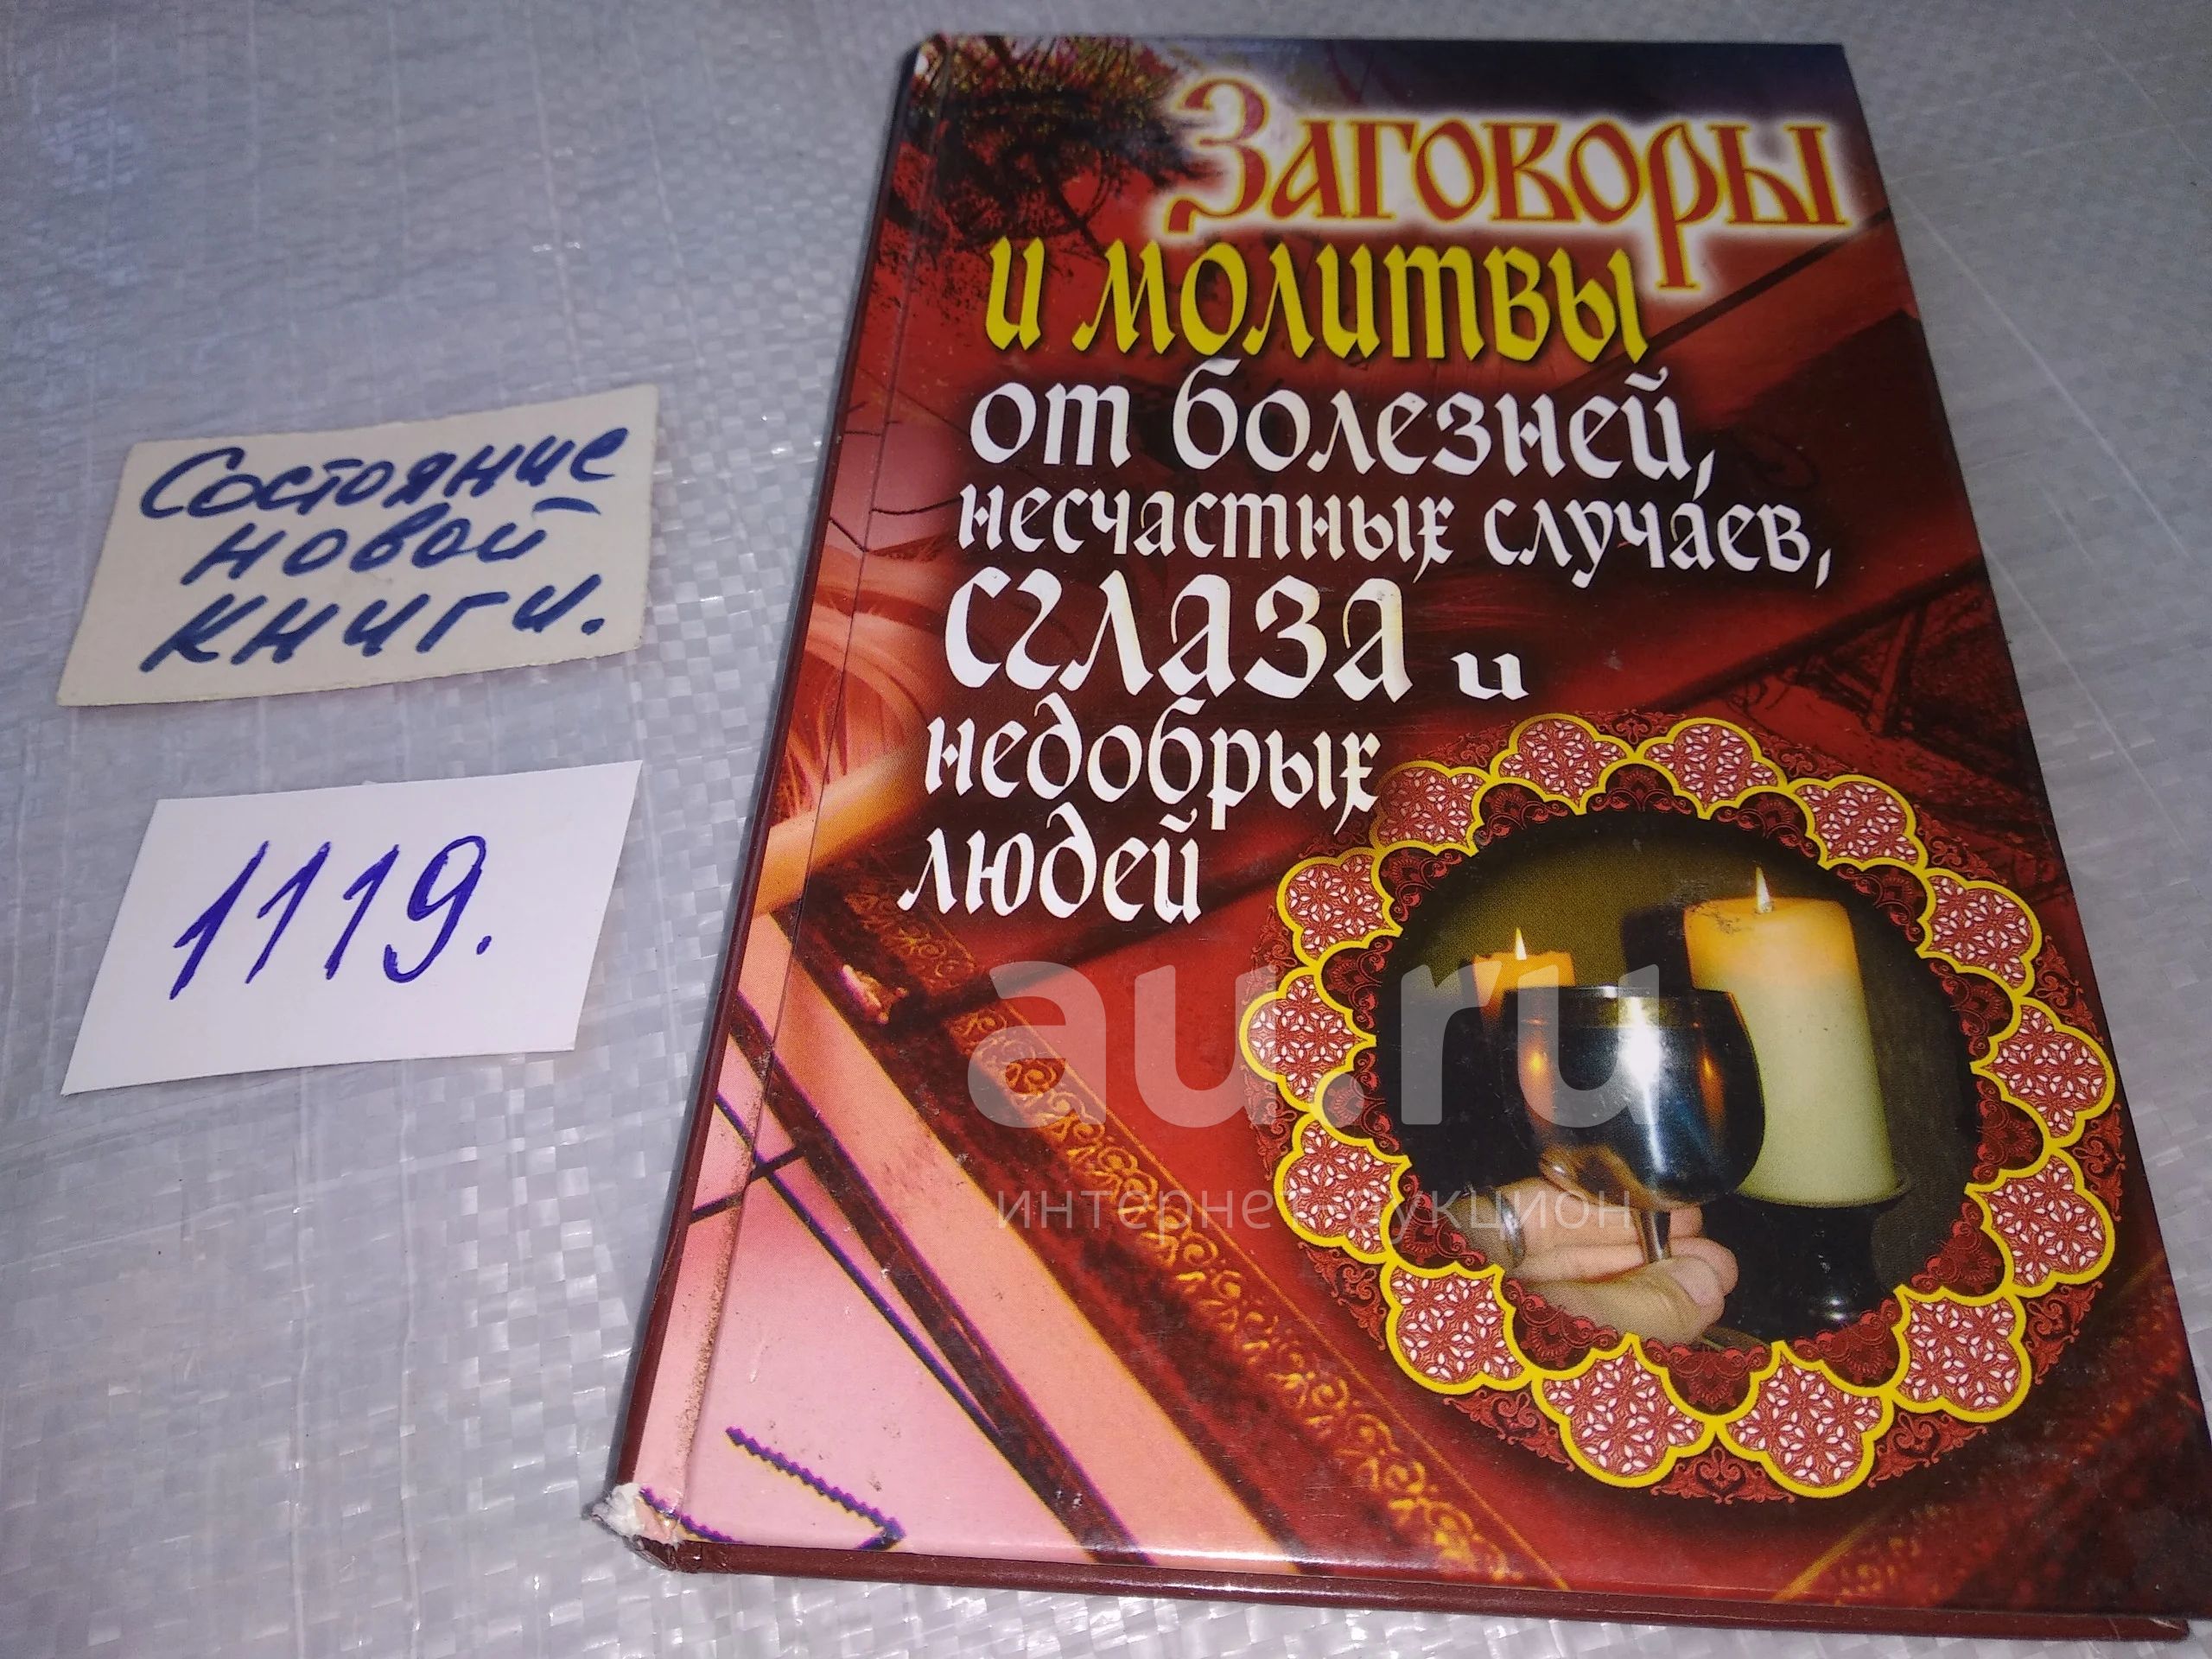 Заговоры
и молитвы
от болезней,
несчастных случаев,
сглаза и
недобрых
людей
Состояние
новой
книги.
1119.
au.ru
интернет-аукцион